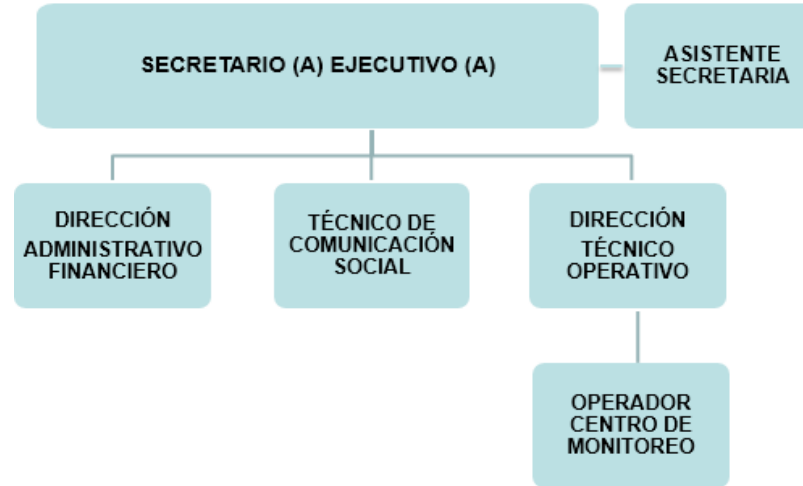 SECRETARIO (A) EJECUTIVO (A)
ASISTENTE
SECRETARIA
DIRECCIÓN
ADMINISTRATIVO
FINANCIERO
TÉCNICO DE
COMUNICACIÓN
SOCIAL
DIRECCIÓN
TÉCNICO
OPERATIVO
OPERADOR
CENTRO DE
MONITOREO